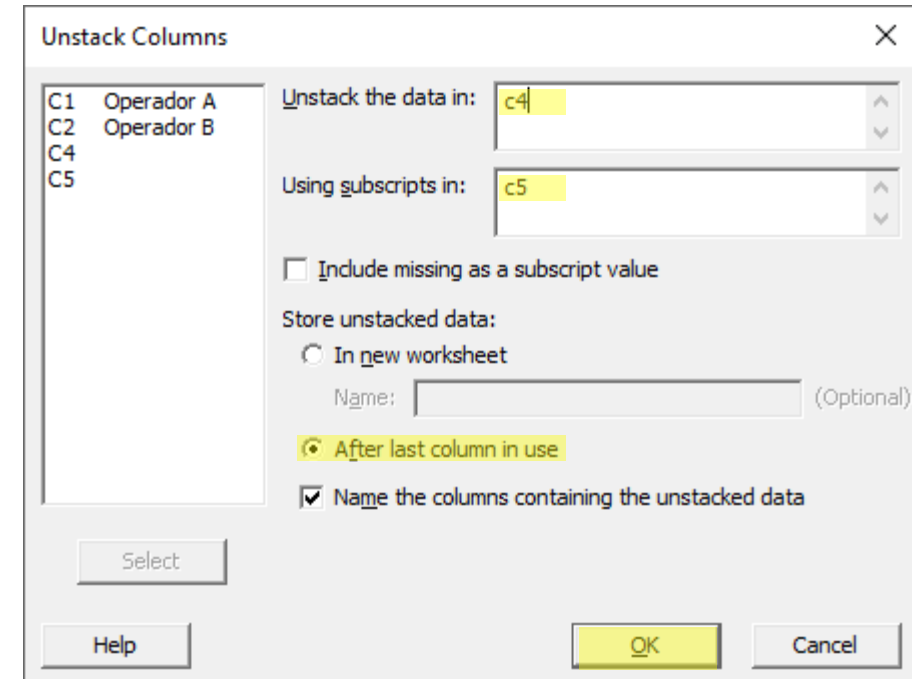 Unstack Columns
C1 Operador A
C2 Operador B
C4
C5
Unstack the data in: c4
Using subscripts in: c5
Include missing as a subscript value
Store unstacked data:
In new worksheet
Name: (Optional)
After last column in use
Name the columns containing the unstacked data
Select
Help OK Cancel